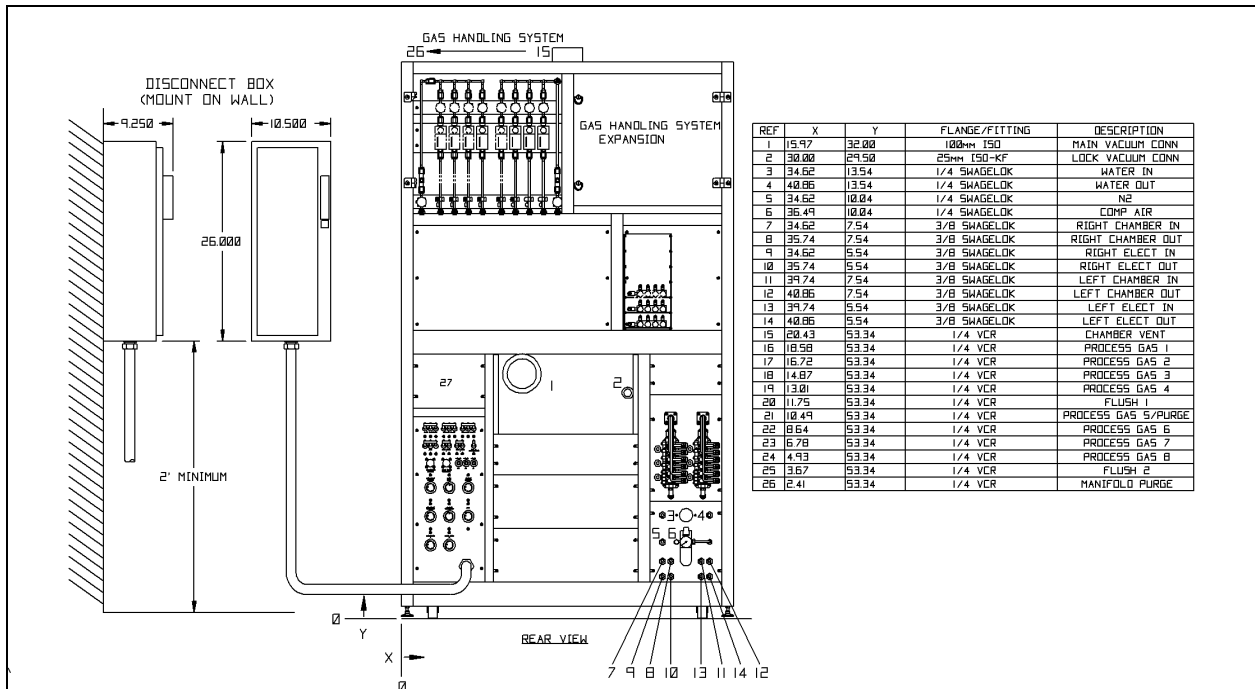 GAS HANDLING SYSTEM
26 15
DISCONNECT BOX
(MOUNT ON WALL)
9.250
10.500
26.000
2' MINIMUM
GAS HANDLING SYSTEM
EXPANSION
27
1
2
3 4
5 6
0
Y
X
0
REAR VIEW
7 9 8 10 13 11 14 12
REF X Y FLANGE/FITTING DESCRIPTION
1 15.97 32.00 100mm ISO MAIN VACUUM CONN
2 30.00 29.50 25mm ISO-KF LOCK VACUUM CONN
3 34.62 13.54 1/4 SWAGELOK WATER IN
4 40.86 13.54 1/4 SWAGELOK WATER OUT
5 34.62 10.04 1/4 SWAGELOK N2
6 36.49 10.04 1/4 SWAGELOK COMP AIR
7 34.62 7.54 3/8 SWAGELOK RIGHT CHAMBER IN
8 35.74 7.54 3/8 SWAGELOK RIGHT CHAMBER OUT
9 34.62 5.54 3/8 SWAGELOK RIGHT ELECT IN
10 35.74 5.54 3/8 SWAGELOK RIGHT ELECT OUT
11 39.74 7.54 3/8 SWAGELOK LEFT CHAMBER IN
12 40.86 7.54 3/8 SWAGELOK LEFT CHAMBER OUT
13 39.74 5.54 3/8 SWAGELOK LEFT ELECT IN
14 40.86 5.54 3/8 SWAGELOK LEFT ELECT OUT
15 20.43 53.34 1/4 VCR CHAMBER VENT
16 18.58 53.34 1/4 VCR PROCESS GAS 1
17 16.72 53.34 1/4 VCR PROCESS GAS 2
18 14.87 53.34 1/4 VCR PROCESS GAS 3
19 13.01 53.34 1/4 VCR PROCESS GAS 4
20 11.75 53.34 1/4 VCR FLUSH 1
21 10.49 53.34 1/4 VCR PROCESS GAS 5/PURGE
22 8.64 53.34 1/4 VCR PROCESS GAS 6
23 6.78 53.34 1/4 VCR PROCESS GAS 7
24 4.93 53.34 1/4 VCR PROCESS GAS 8
25 3.67 53.34 1/4 VCR FLUSH 2
26 2.41 53.34 1/4 VCR MANIFOLD PURGE